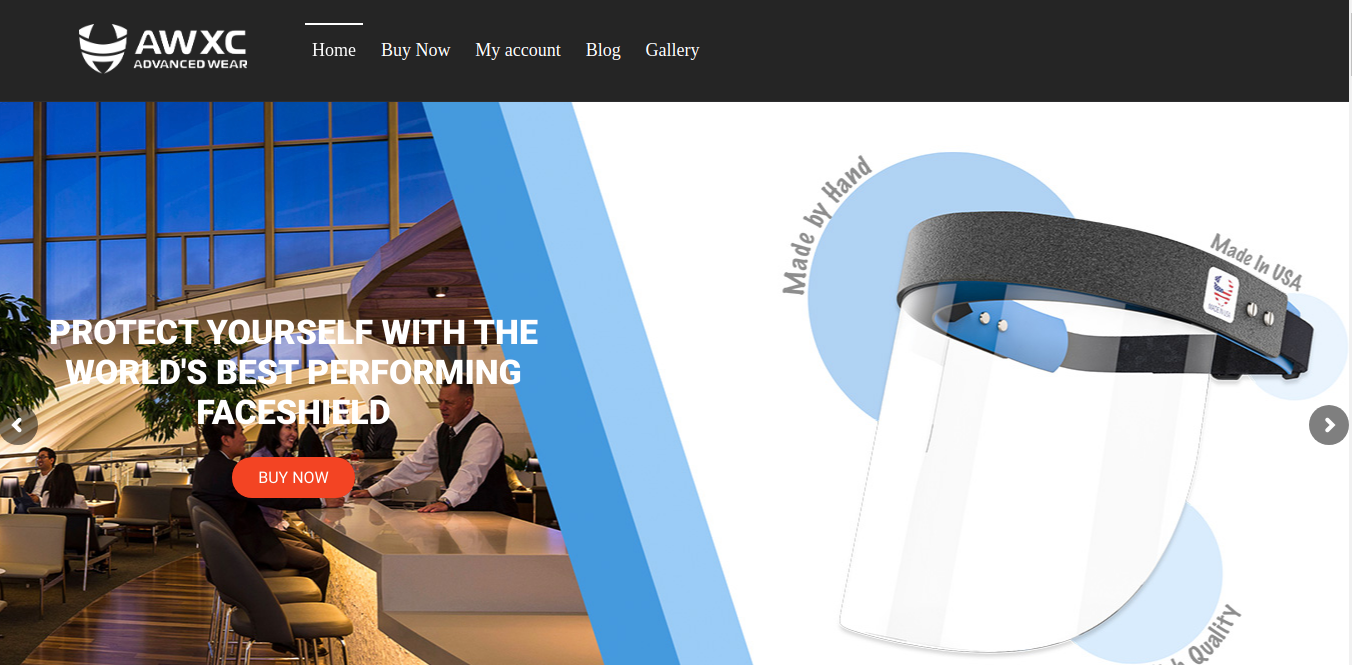 AWXC
ADVANCED WEAR
Home
Buy Now
My account
Blog
Gallery
PROTECT YOURSELF WITH THE
WORLD'S BEST PERFORMING
FACESHIELD
BUY NOW
Made by Hand
Made In USA
Quality